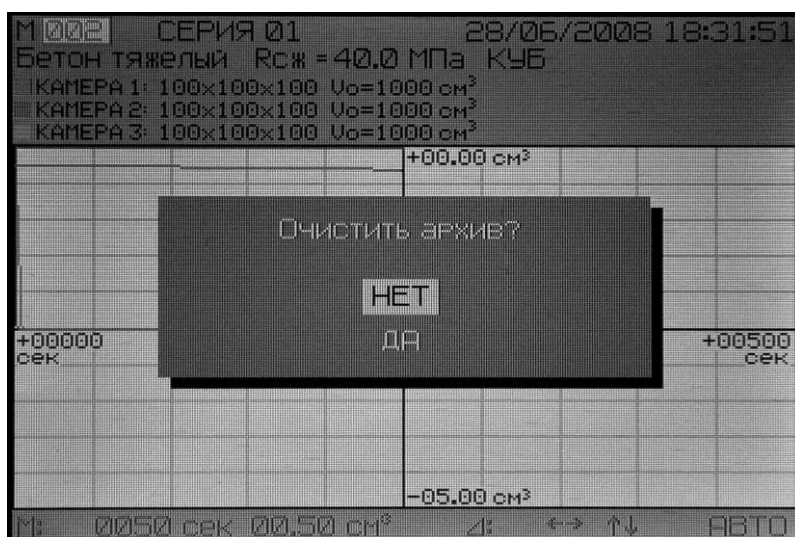 М 002 СЕРИЯ 01 28/06/2008 18:31:51
Бетон тяжелый Rсж = 40.0 МПа КУБ
КАМЕРА 1: 100×100×100 Vo=1000 см³
КАМЕРА 2: 100×100×100 Vo=1000 см³
КАМЕРА 3: 100×100×100 Vo=1000 см³
+00.00 см³
Очистить архив?
НЕТ
ДА
+00000 сек
+00500 сек
-05.00 см³
М: 0050 сек 00.50 см³ ⊿: ←→ ↑↓ АВТО